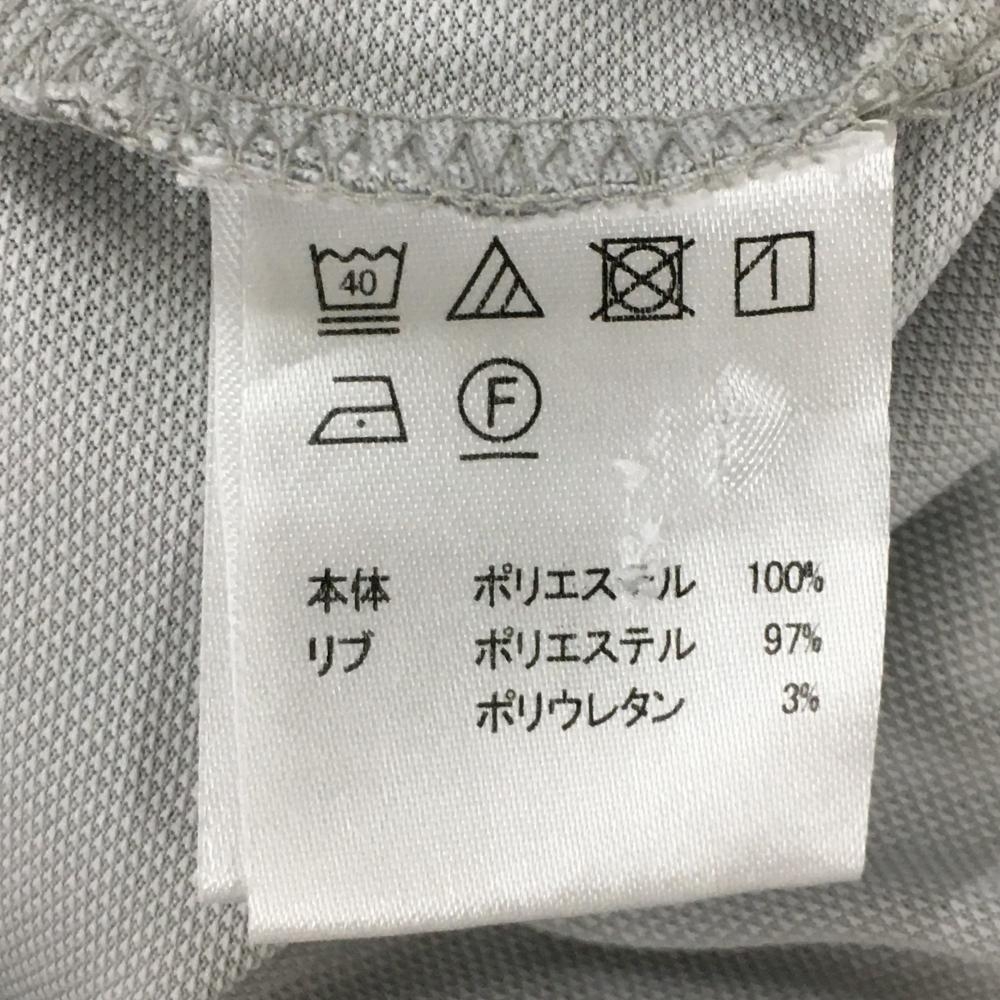 40
F
本体 ポリエステル 100%
リブ ポリエステル 97%
ポリウレタン 3%